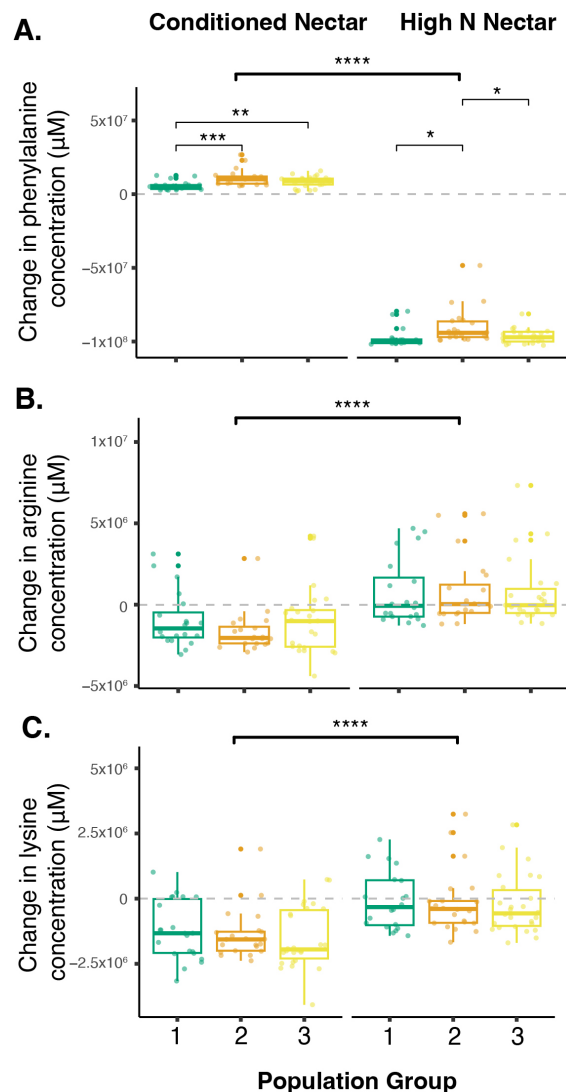 A.
Conditioned Nectar High N Nectar
****
*
**
***
*
Change in phenylalanine
concentration (µM)
5x10⁷
0
−5x10⁷
−1x10⁸
B.
****
Change in arginine
concentration (µM)
1x10⁷
5x10⁶
0
−5x10⁶
C.
****
Change in lysine
concentration (µM)
5x10⁶
2.5x10⁶
0
−2.5x10⁶
1 2 3 1 2 3
Population Group